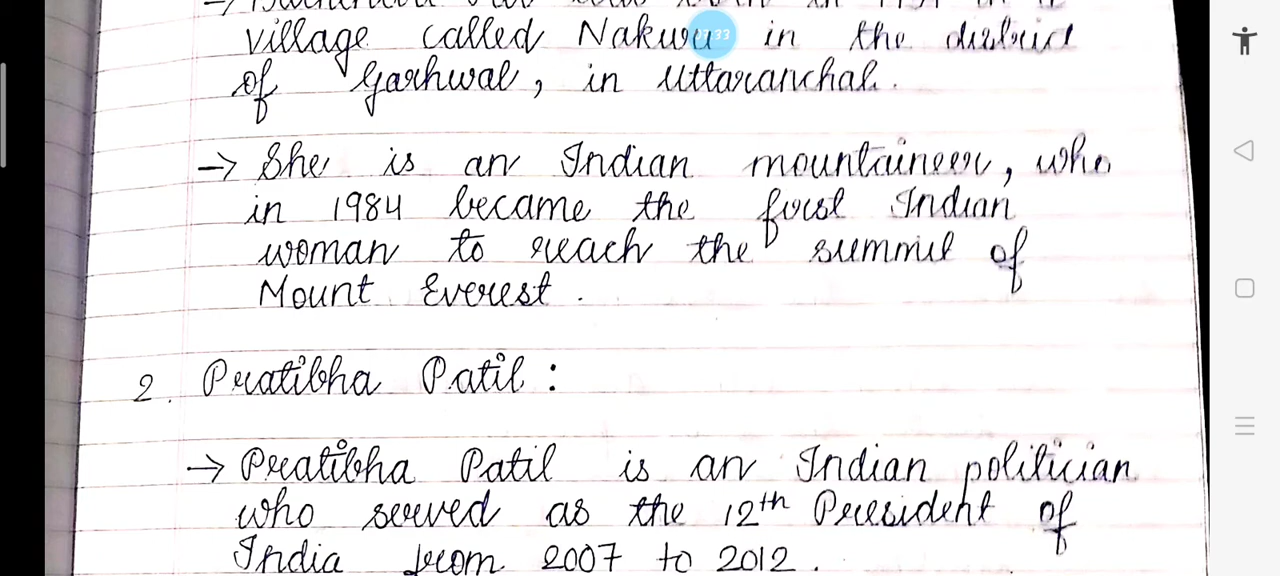 village called Nakwa in the district
of Garhwal, in Uttaranchal.
→ She is an Indian mountaineer, who
in 1984 became the first Indian
woman to reach the summit of
Mount Everest.
2. Pratibha Patil :
→ Pratibha Patil is an Indian politician
who served as the 12th President of
India from 2007 to 2012.